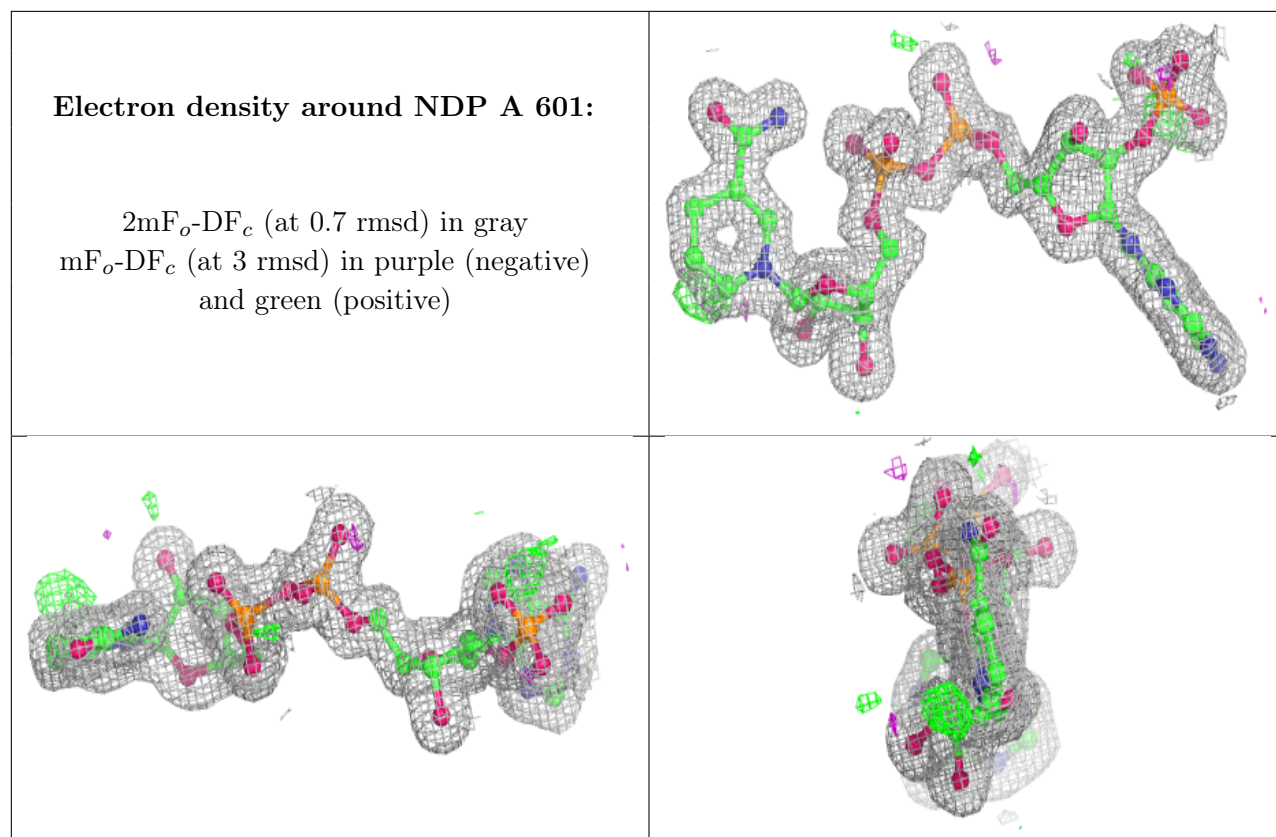 Electron density around NDP A 601:
2mFo-DFc (at 0.7 rmsd) in gray
mFo-DFc (at 3 rmsd) in purple (negative)
and green (positive)